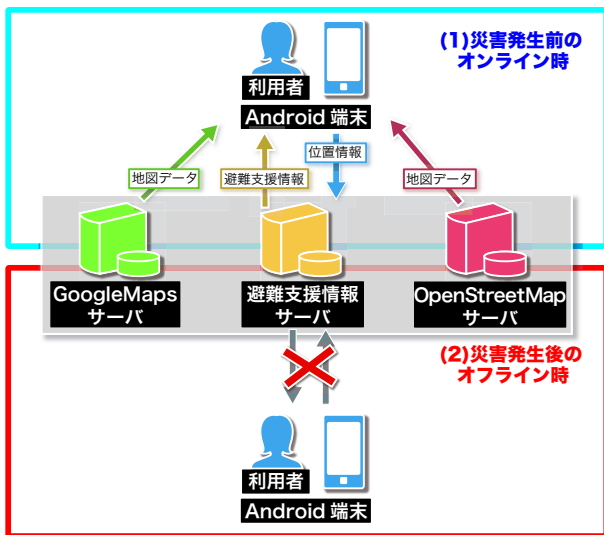 (1)災害発生前の
オンライン時
利用者
Android 端末
地図データ
避難支援情報
位置情報
地図データ
GoogleMaps
サーバ
避難支援情報
サーバ
OpenStreetMap
サーバ
(2)災害発生後の
オフライン時
利用者
Android 端末